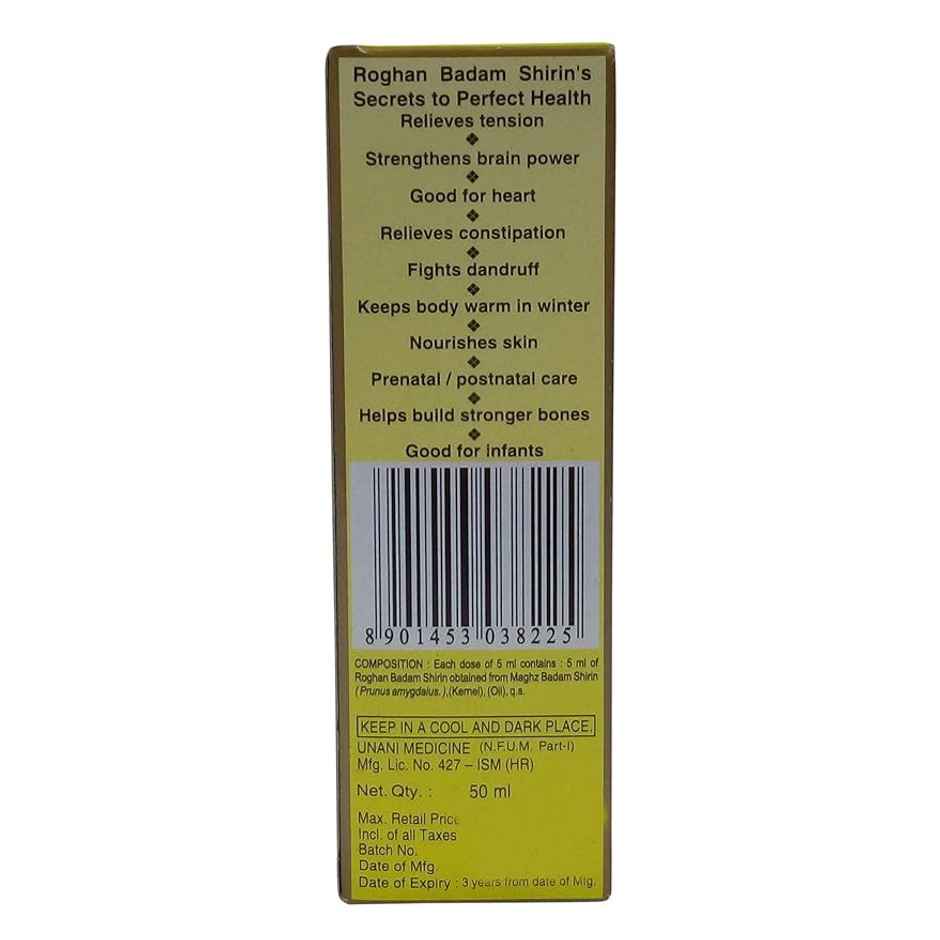 Roghan Badam Shirin's
Secrets to Perfect Health
Relieves tension
Strengthens brain power
Good for heart
Relieves constipation
Fights dandruff
Keeps body warm in winter
Nourishes skin
Prenatal / postnatal care
Helps build stronger bones
Good for infants
8 901453 038225
COMPOSITION : Each dose of 5 ml contains : 5 ml of
Roghan Badam Shirin obtained from Maghz Badam Shirin
(Prunus amygdalus.),(Kernel), (Oil), q.s.
KEEP IN A COOL AND DARK PLACE.
UNANI MEDICINE (N.F.U.M. Part-I)
Mfg. Lic. No. 427 – ISM (HR)
Net. Qty. : 50 ml
Max. Retail Price
Incl. of all Taxes
Batch No.
Date of Mfg.
Date of Expiry : 3 years from date of Mfg.